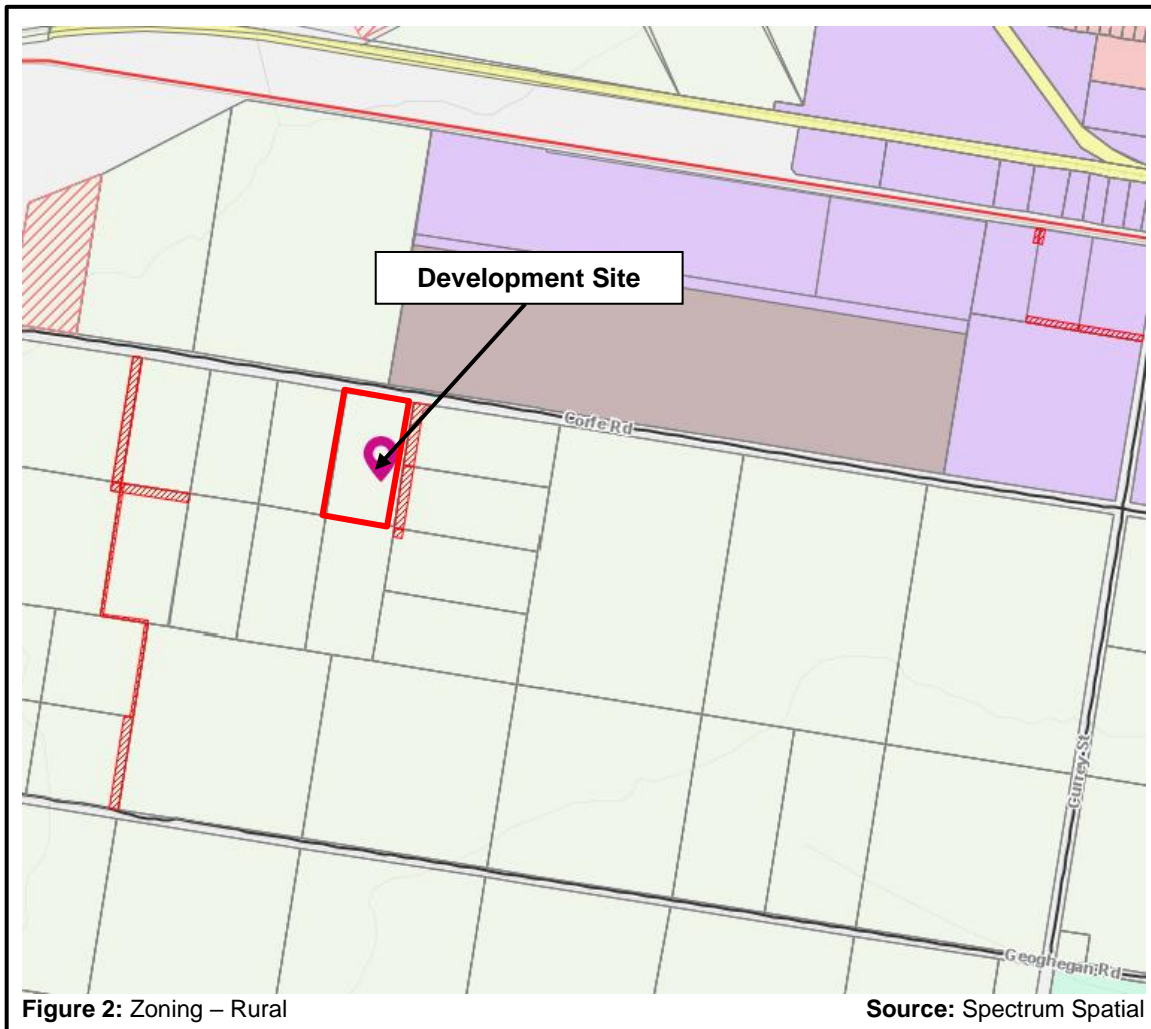 Development Site
Corfe Rd
Currey St
Geoghegan Rd
Figure 2: Zoning – Rural
Source: Spectrum Spatial